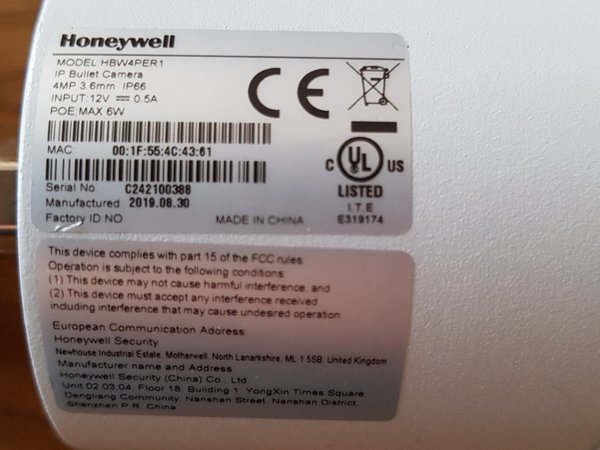 Honeywell
MODEL: HBW4PER1
IP Bullet Camera
4MP 3.6mm IP66
INPUT: 12V ⎓ 0.5A
POE, MAX 6W
CE
MAC 00:1F:55:4C:43:61
C UL US
LISTED
I.T.E
E319174
Serial No C242100388
Manufactured 2019.08.30
Factory ID NO MADE IN CHINA
This device complies with part 15 of the FCC rules
Operation is subject to the following conditions:
(1) This device may not cause harmful interference and
(2) This device must accept any interference received
including interference that may cause undesired operation
European Communication Address
Honeywell Security
Newhouse Industrial Estate, Motherwell, North Lanarkshire, ML 1 5SB United Kingdom
Manufacturer name and Address
Honeywell Security (China) Co., Ltd
Unit 02,03,04, Floor 18, Building 1, YongXin Times Square
Dengliang Community, Nanshan Street, Nanshan District,
Shenzhen P.R. China